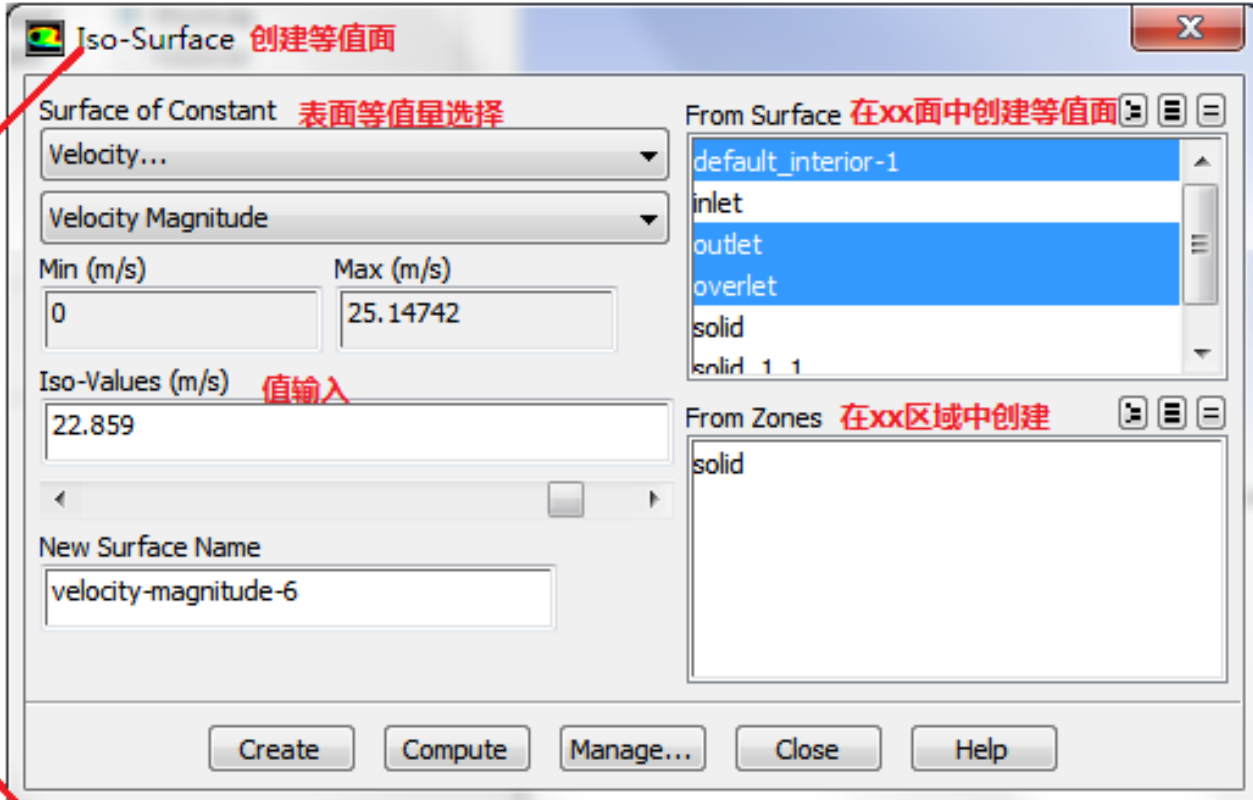 Iso-Surface 创建等值面
Surface of Constant 表面等值量选择
Velocity...
Velocity Magnitude
Min (m/s) Max (m/s)
0 25.14742
Iso-Values (m/s) 值输入
22.859
New Surface Name
velocity-magnitude-6
From Surface 在xx面中创建等值面
default_interior-1
inlet
outlet
overlet
solid
solid_1_1
From Zones 在xx区域中创建
solid
Create Compute Manage... Close Help